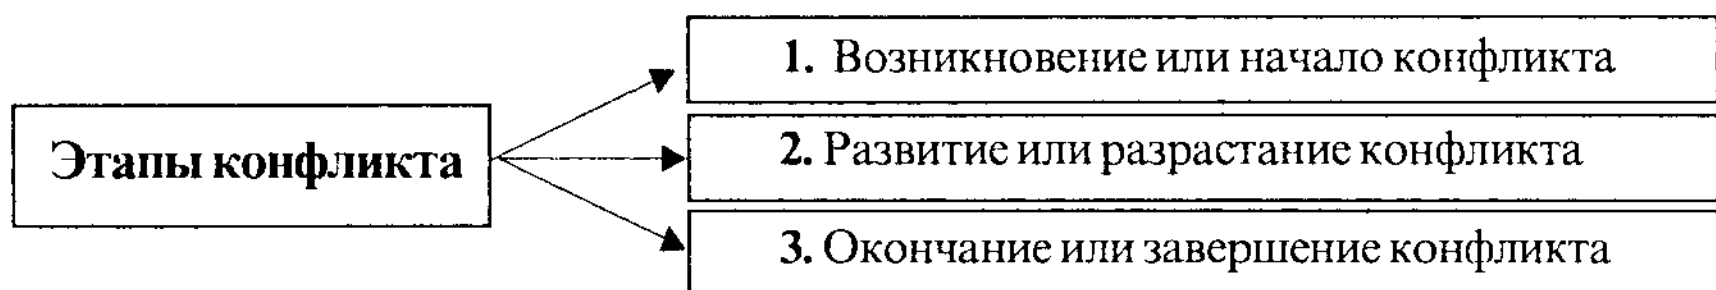 1. Возникновение или начало конфликта
Этапы конфликта
2. Развитие или разрастание конфликта
3. Окончание или завершение конфликта